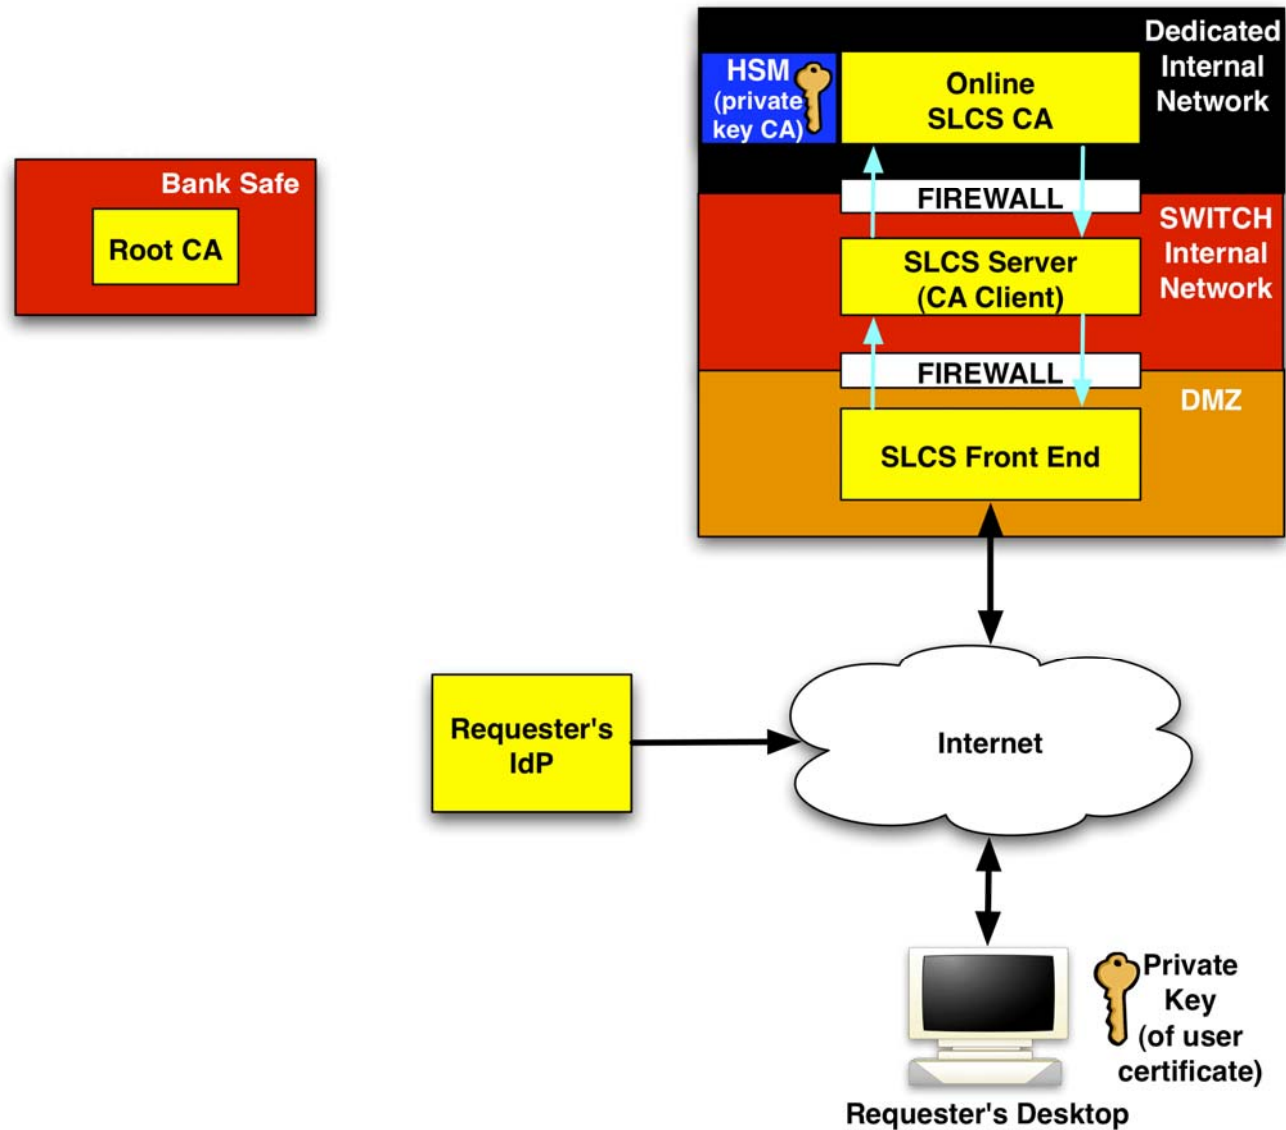 Dedicated
Internal
Network
HSM
(private
key CA)
Online
SLCS CA
Bank Safe
Root CA
FIREWALL
SWITCH
Internal
Network
SLCS Server
(CA Client)
FIREWALL
DMZ
SLCS Front End
Requester's
IdP
Internet
Private
Key
(of user
certificate)
Requester's Desktop